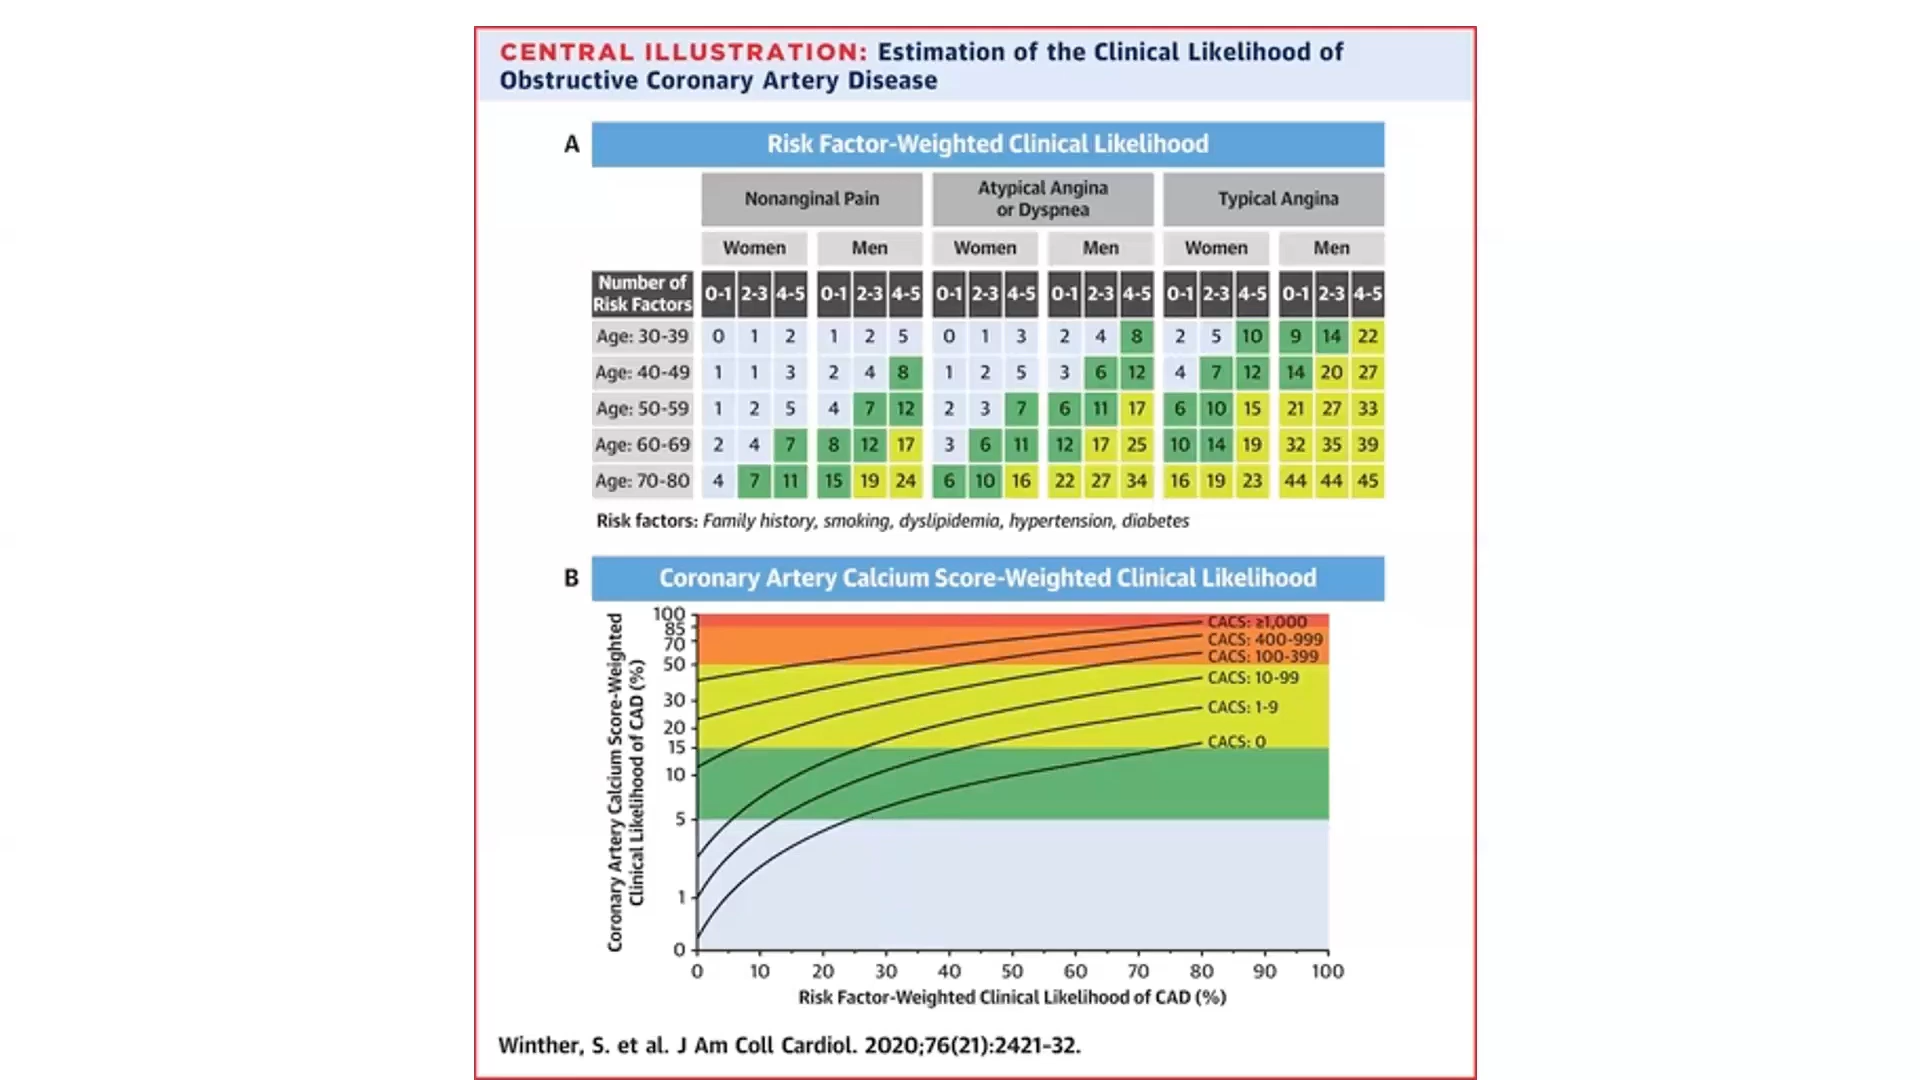 CENTRAL ILLUSTRATION: Estimation of the Clinical Likelihood of
Obstructive Coronary Artery Disease
A
Risk Factor-Weighted Clinical Likelihood
Nonanginal Pain
Atypical Angina
or Dyspnea
Typical Angina
Women Men Women Men Women Men
Number of
Risk Factors
0-1 2-3 4-5 0-1 2-3 4-5 0-1 2-3 4-5 0-1 2-3 4-5 0-1 2-3 4-5 0-1 2-3 4-5
Age: 30-39 0 1 2 1 2 5 0 1 3 2 4 8 2 5 10 9 14 22
Age: 40-49 1 1 3 2 4 8 1 2 5 3 6 12 4 7 12 14 20 27
Age: 50-59 1 2 5 4 7 12 2 3 7 6 11 17 6 10 15 21 27 33
Age: 60-69 2 4 7 8 12 17 3 6 11 12 17 25 10 14 19 32 35 39
Age: 70-80 4 7 11 15 19 24 6 10 16 22 27 34 16 19 23 44 44 45
Risk factors: Family history, smoking, dyslipidemia, hypertension, diabetes
B
Coronary Artery Calcium Score-Weighted Clinical Likelihood
Coronary Artery Calcium Score-Weighted
Clinical Likelihood of CAD (%)
100
85
70
50
30
20
15
10
5
1
0
CACS: ≥1,000
CACS: 400-999
CACS: 100-399
CACS: 10-99
CACS: 1-9
CACS: 0
0 10 20 30 40 50 60 70 80 90 100
Risk Factor-Weighted Clinical Likelihood of CAD (%)
Winther, S. et al. J Am Coll Cardiol. 2020;76(21):2421-32.